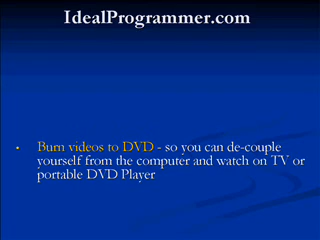 IdealProgrammer.com
• Burn videos to DVD - so you can de-couple
yourself from the computer and watch on TV or
portable DVD Player